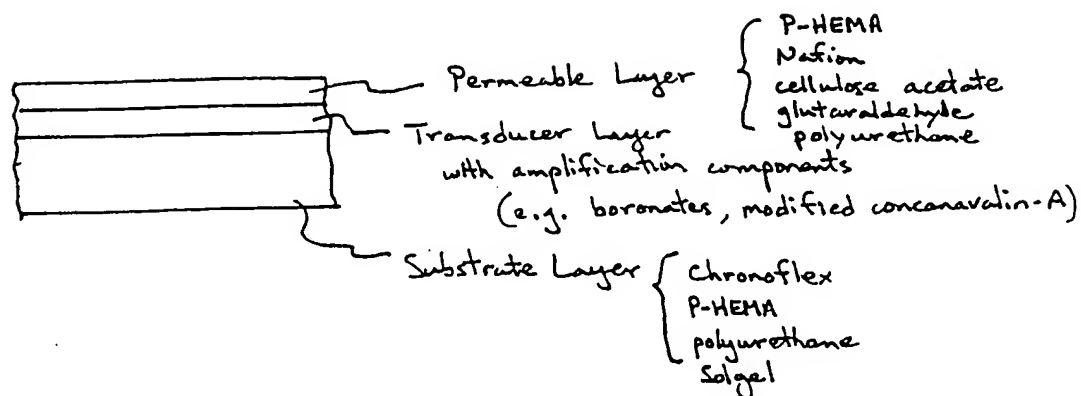 Permeable Layer
P-HEMA
Nafion
cellulose acetate
glutaraldehyde
polyurethane
Transducer Layer
with amplification components
(e.g. boronates, modified concanavalin-A)
Substrate Layer
Chronoflex
P-HEMA
polyurethane
Solgel